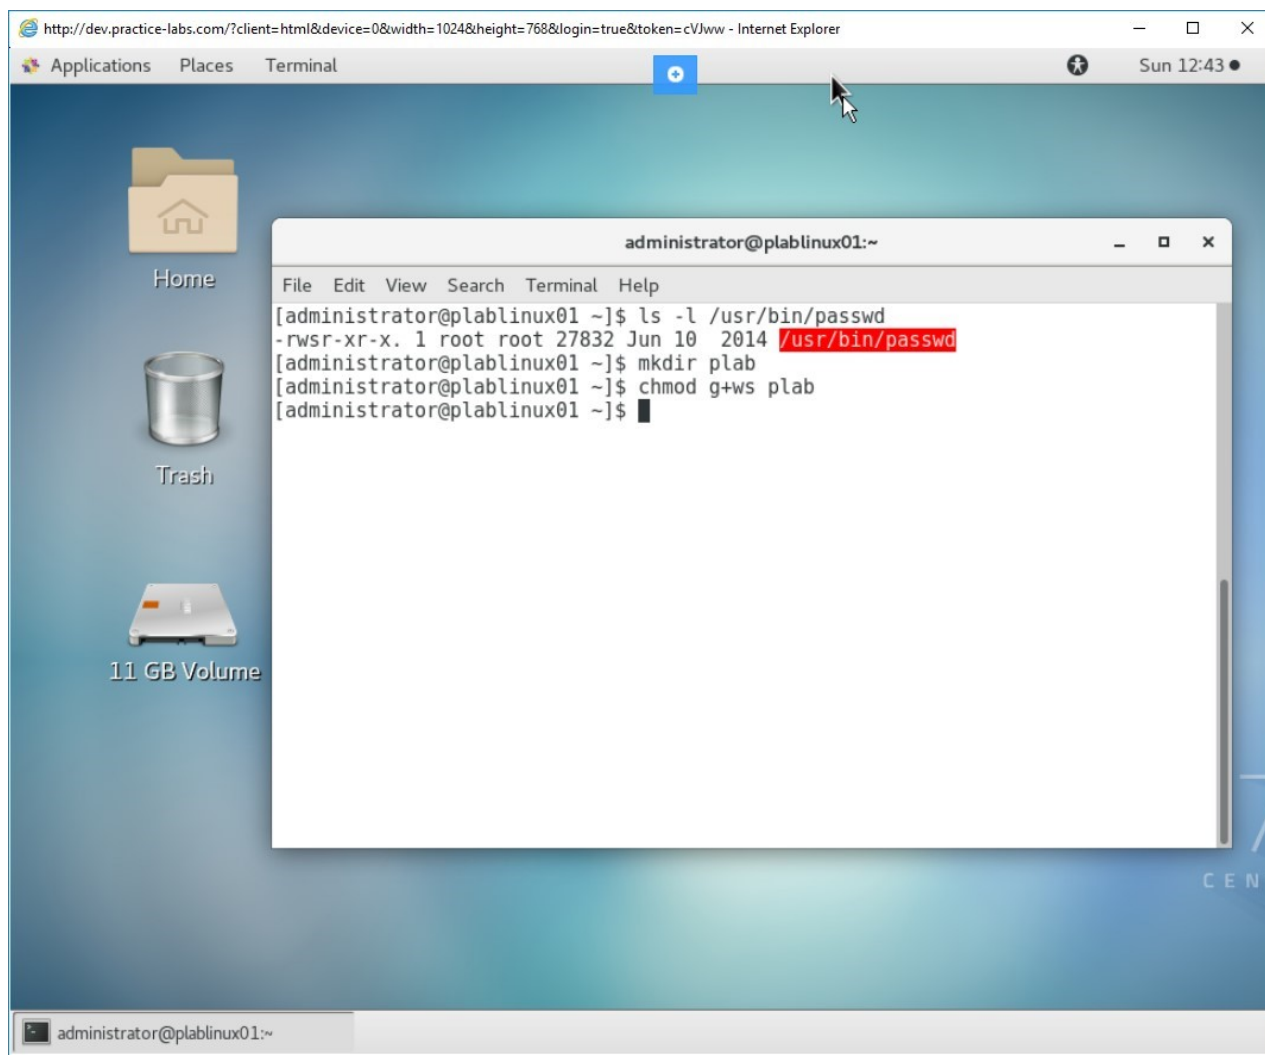 http://dev.practice-labs.com/?client=html&device=0&width=1024&height=768&login=true&token=cVJww - Internet Explorer
Applications Places Terminal Sun 12:43
Home
administrator@plablinux01:~
File Edit View Search Terminal Help
[administrator@plablinux01 ~]$ ls -l /usr/bin/passwd
-rwsr-xr-x. 1 root root 27832 Jun 10  2014 /usr/bin/passwd
[administrator@plablinux01 ~]$ mkdir plab
[administrator@plablinux01 ~]$ chmod g+ws plab
[administrator@plablinux01 ~]$
Trash
11 GB Volume
7
CEN
administrator@plablinux01:~